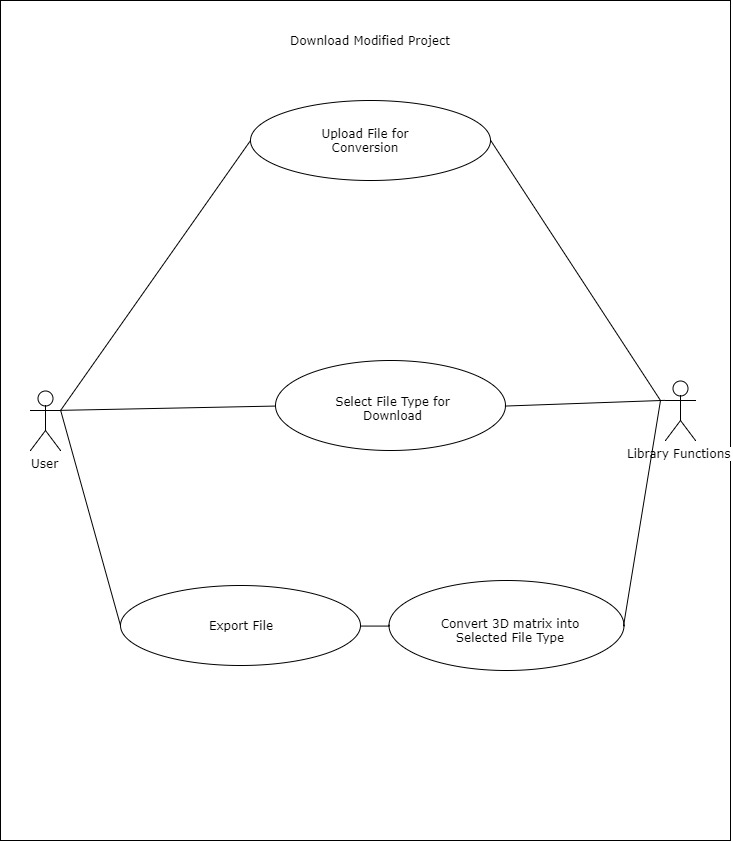 Download Modified Project
Upload File for
Conversion
Select File Type for
Download
User
Library Functions
Export File
Convert 3D matrix into
Selected File Type